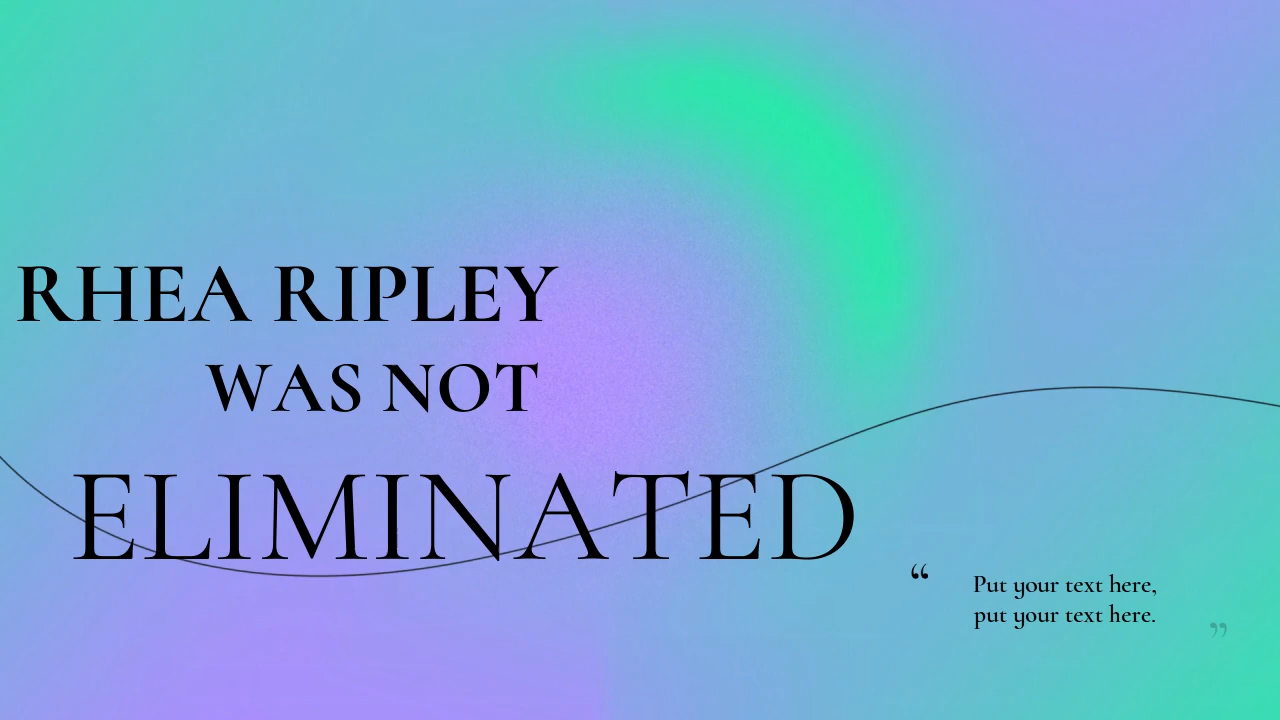 RHEA RIPLEY
WAS NOT
ELIMINATED
“ Put your text here,
put your text here. ”